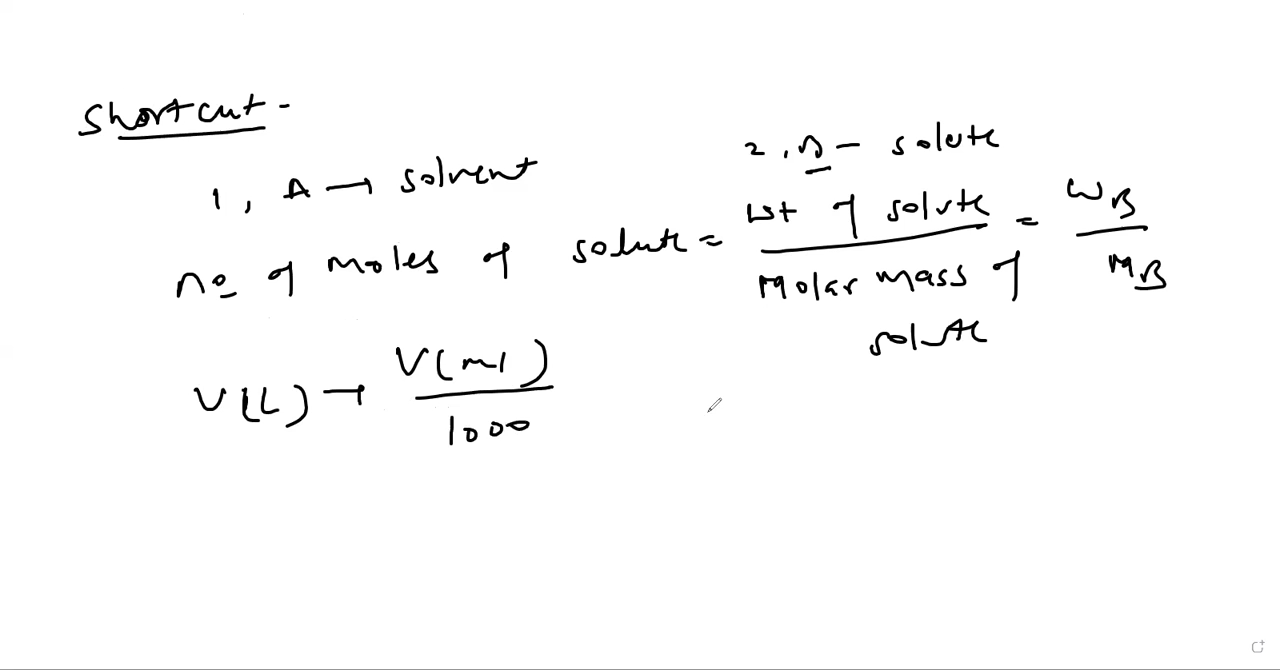 Shortcut -
1, A → solvent
2, B - solute
no of moles of solute = wt of solute / Molar mass of solute = WB / MB
V(L) → V(ml) / 1000